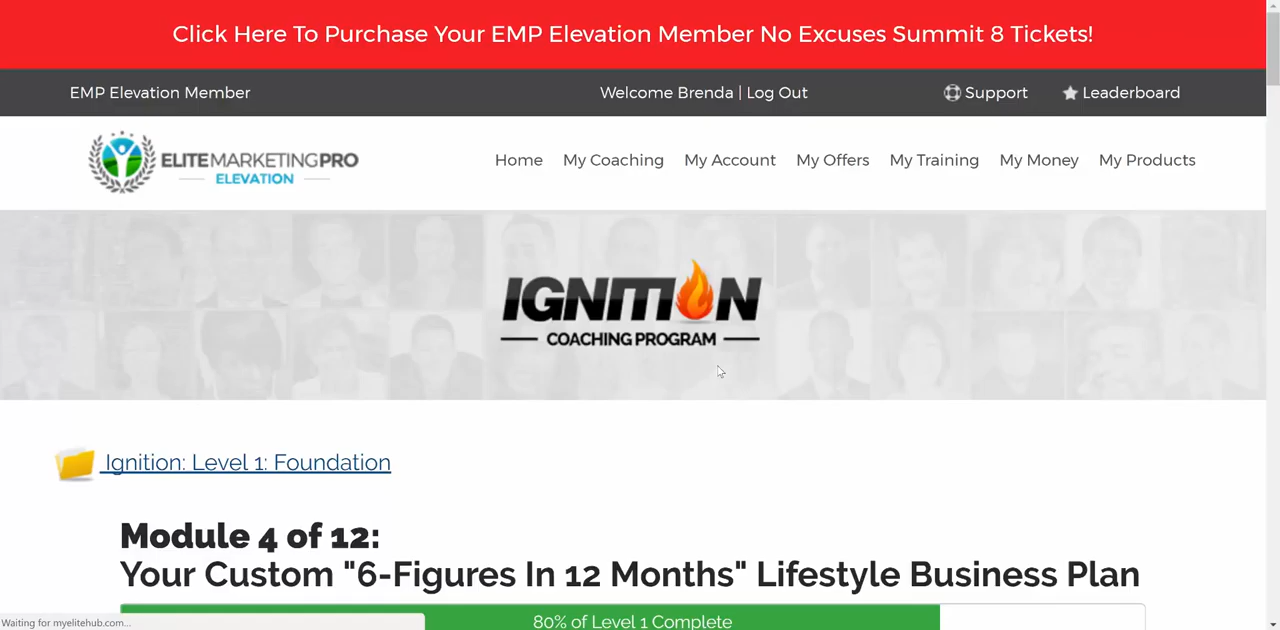 Click Here To Purchase Your EMP Elevation Member No Excuses Summit 8 Tickets!
EMP Elevation Member
Welcome Brenda | Log Out
Support
Leaderboard
ELITEMARKETINGPRO
ELEVATION
Home
My Coaching
My Account
My Offers
My Training
My Money
My Products
IGNITION
COACHING PROGRAM
Ignition: Level 1: Foundation
Module 4 of 12:
Your Custom "6-Figures In 12 Months" Lifestyle Business Plan
80% of Level 1 Complete
Waiting for myelitehub.com...